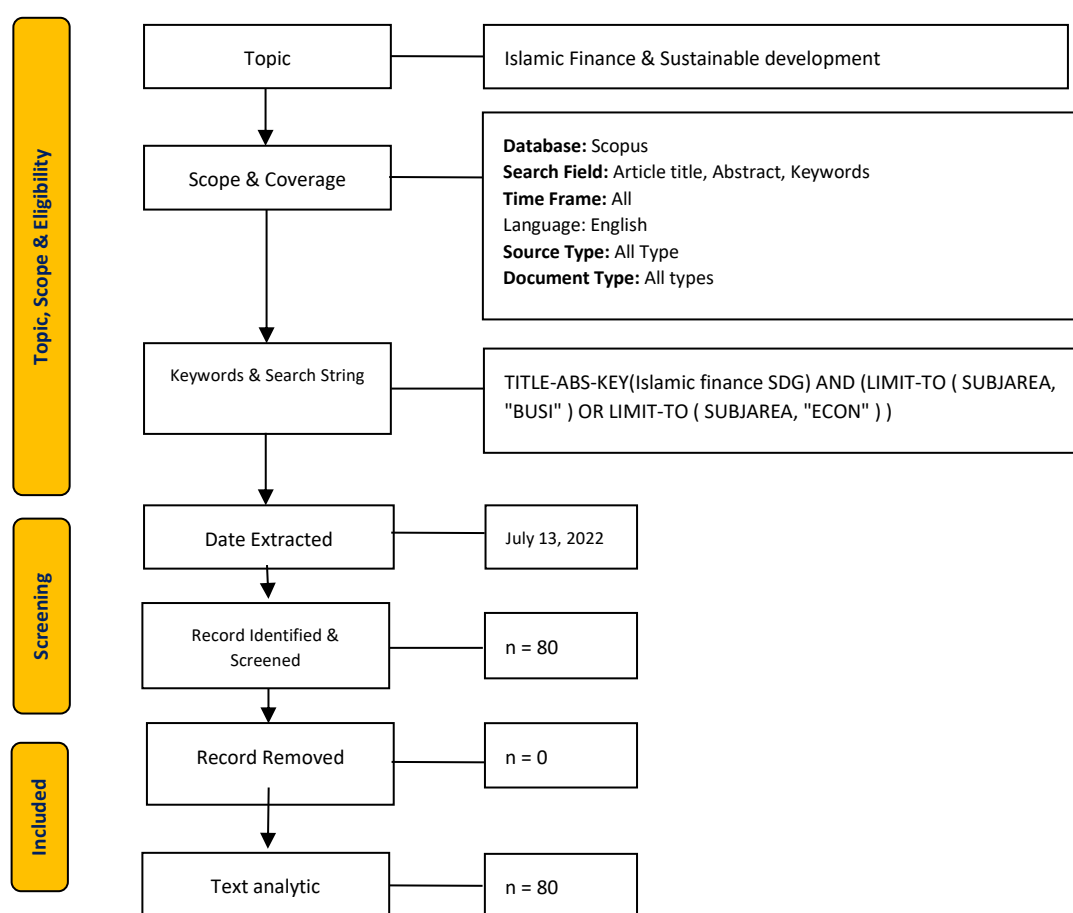 Topic, Scope & Eligibility
Topic
Islamic Finance & Sustainable development
Scope & Coverage
Database: Scopus
Search Field: Article title, Abstract, Keywords
Time Frame: All
Language: English
Source Type: All Type
Document Type: All types
Keywords & Search String
TITLE-ABS-KEY(Islamic finance SDG) AND (LIMIT-TO ( SUBJAREA,
"BUSI" ) OR LIMIT-TO ( SUBJAREA, "ECON" ) )
Screening
Date Extracted
July 13, 2022
Record Identified &
Screened
n = 80
Included
Record Removed
n = 0
Text analytic
n = 80